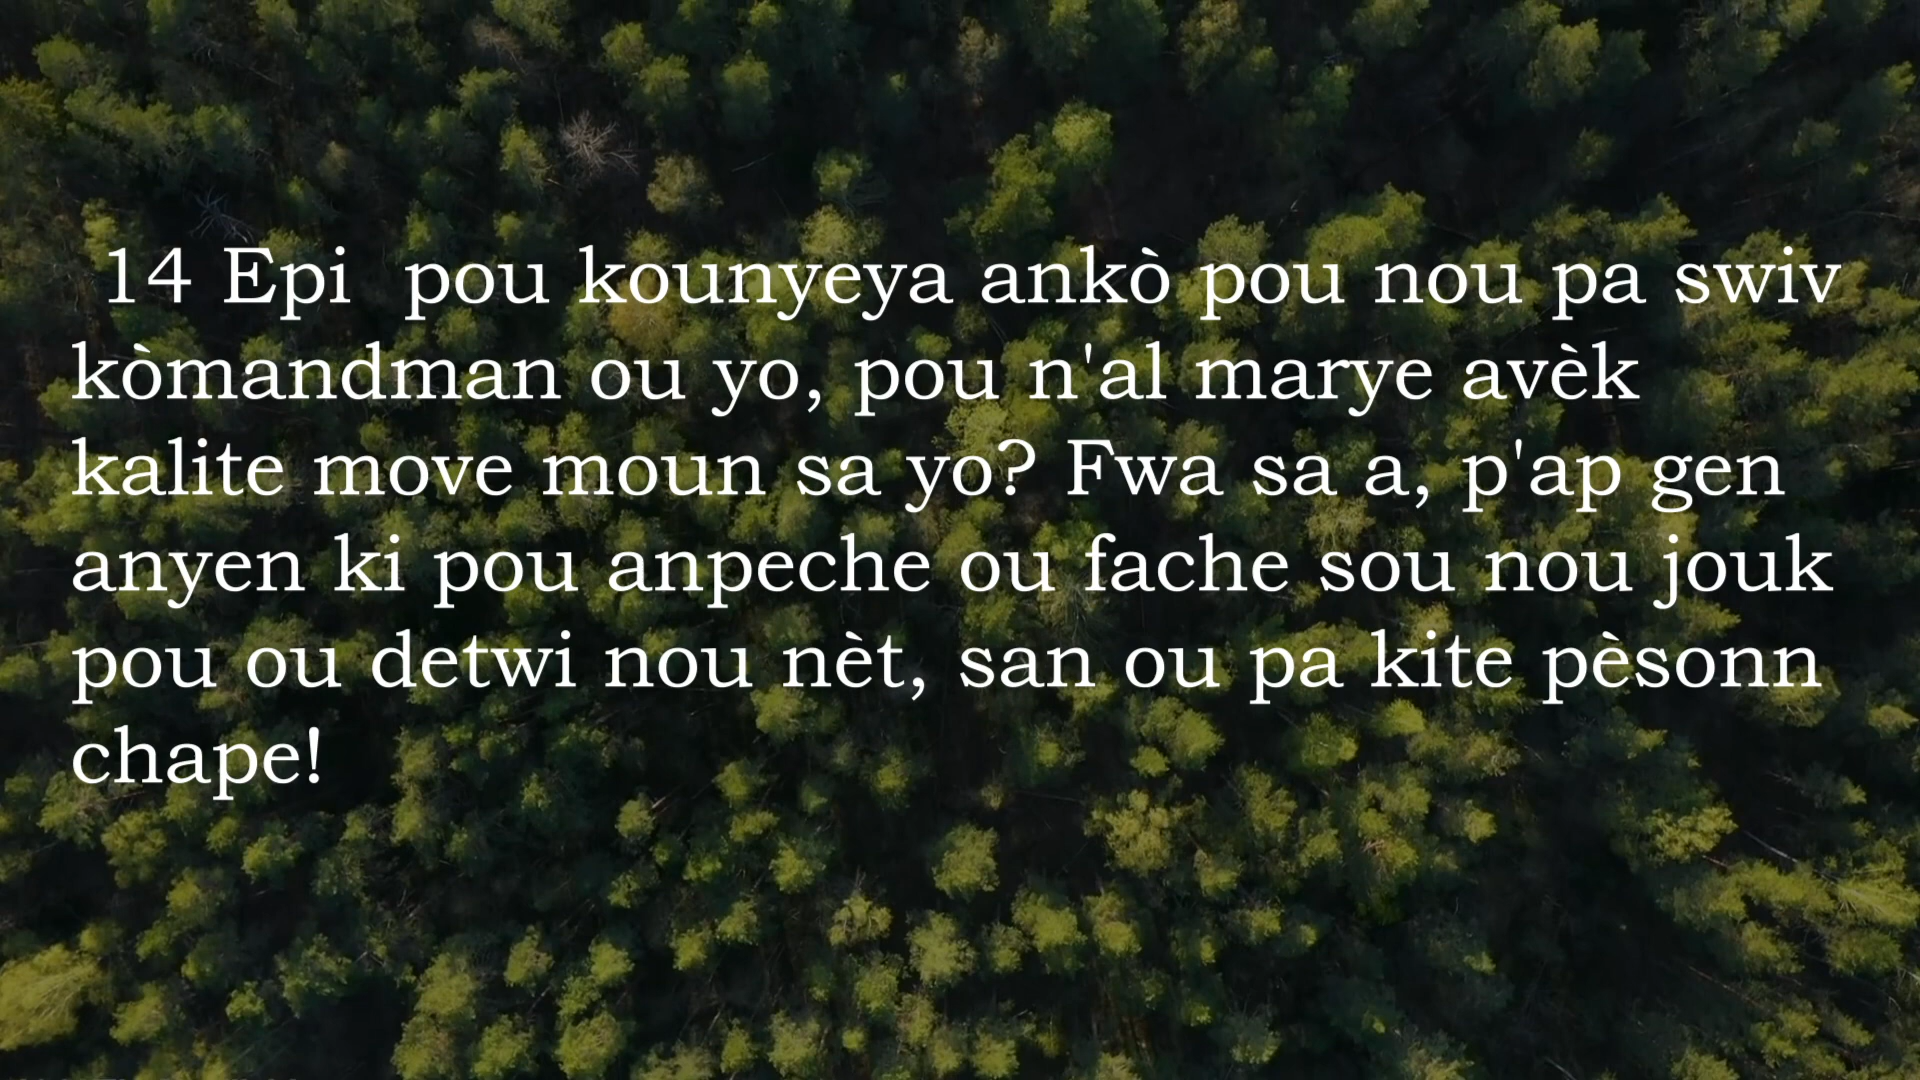 14 Epi  pou kounyeya ankò pou nou pa swiv
kòmandman ou yo, pou n'al marye avèk
kalite move moun sa yo? Fwa sa a, p'ap gen
anyen ki pou anpeche ou fache sou nou jouk
pou ou detwi nou nèt, san ou pa kite pèsonn
chape!